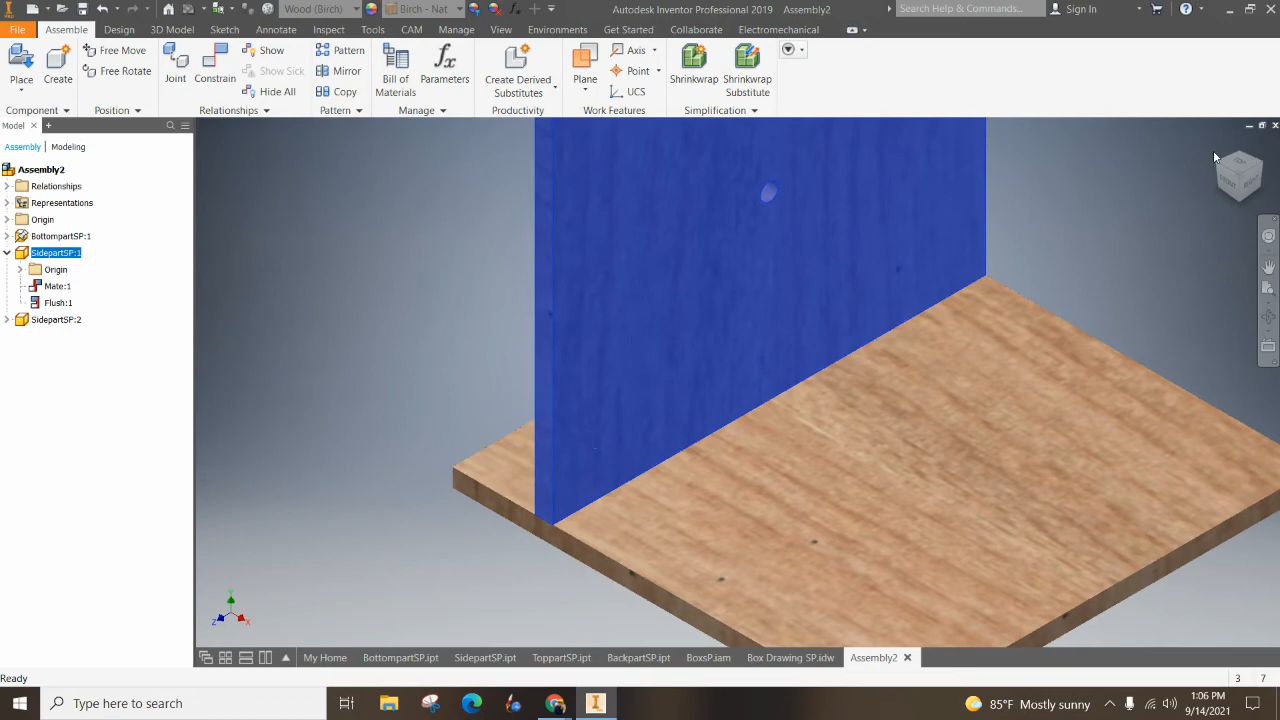 Wood (Birch)
Birch - Nat
Autodesk Inventor Professional 2019
Assembly2
Search Help & Commands...
Sign In
File
Assemble
Design
3D Model
Sketch
Annotate
Inspect
Tools
CAM
Manage
View
Environments
Get Started
Collaborate
Electromechanical
Place
Create
Free Move
Free Rotate
Joint
Constrain
Show
Show Sick
Hide All
Pattern
Mirror
Copy
Bill of
Materials
Parameters
Create Derived
Substitutes
Plane
Axis
Point
UCS
Shrinkwrap
Shrinkwrap
Substitute
Component
Position
Relationships
Pattern
Manage
Productivity
Work Features
Simplification
Model
Assembly
Modeling
Assembly2
Relationships
Representations
Origin
BottompartSP:1
SidepartSP:1
Origin
Mate:1
Flush:1
SidepartSP:2
TOP
FRONT
RIGHT
Y
Z
X
My Home
BottompartSP.ipt
SidepartSP.ipt
ToppartSP.ipt
BackpartSP.ipt
BoxsP.iam
Box Drawing SP.idw
Assembly2
Ready
3
7
Type here to search
85°F Mostly sunny
1:06 PM
9/14/2021